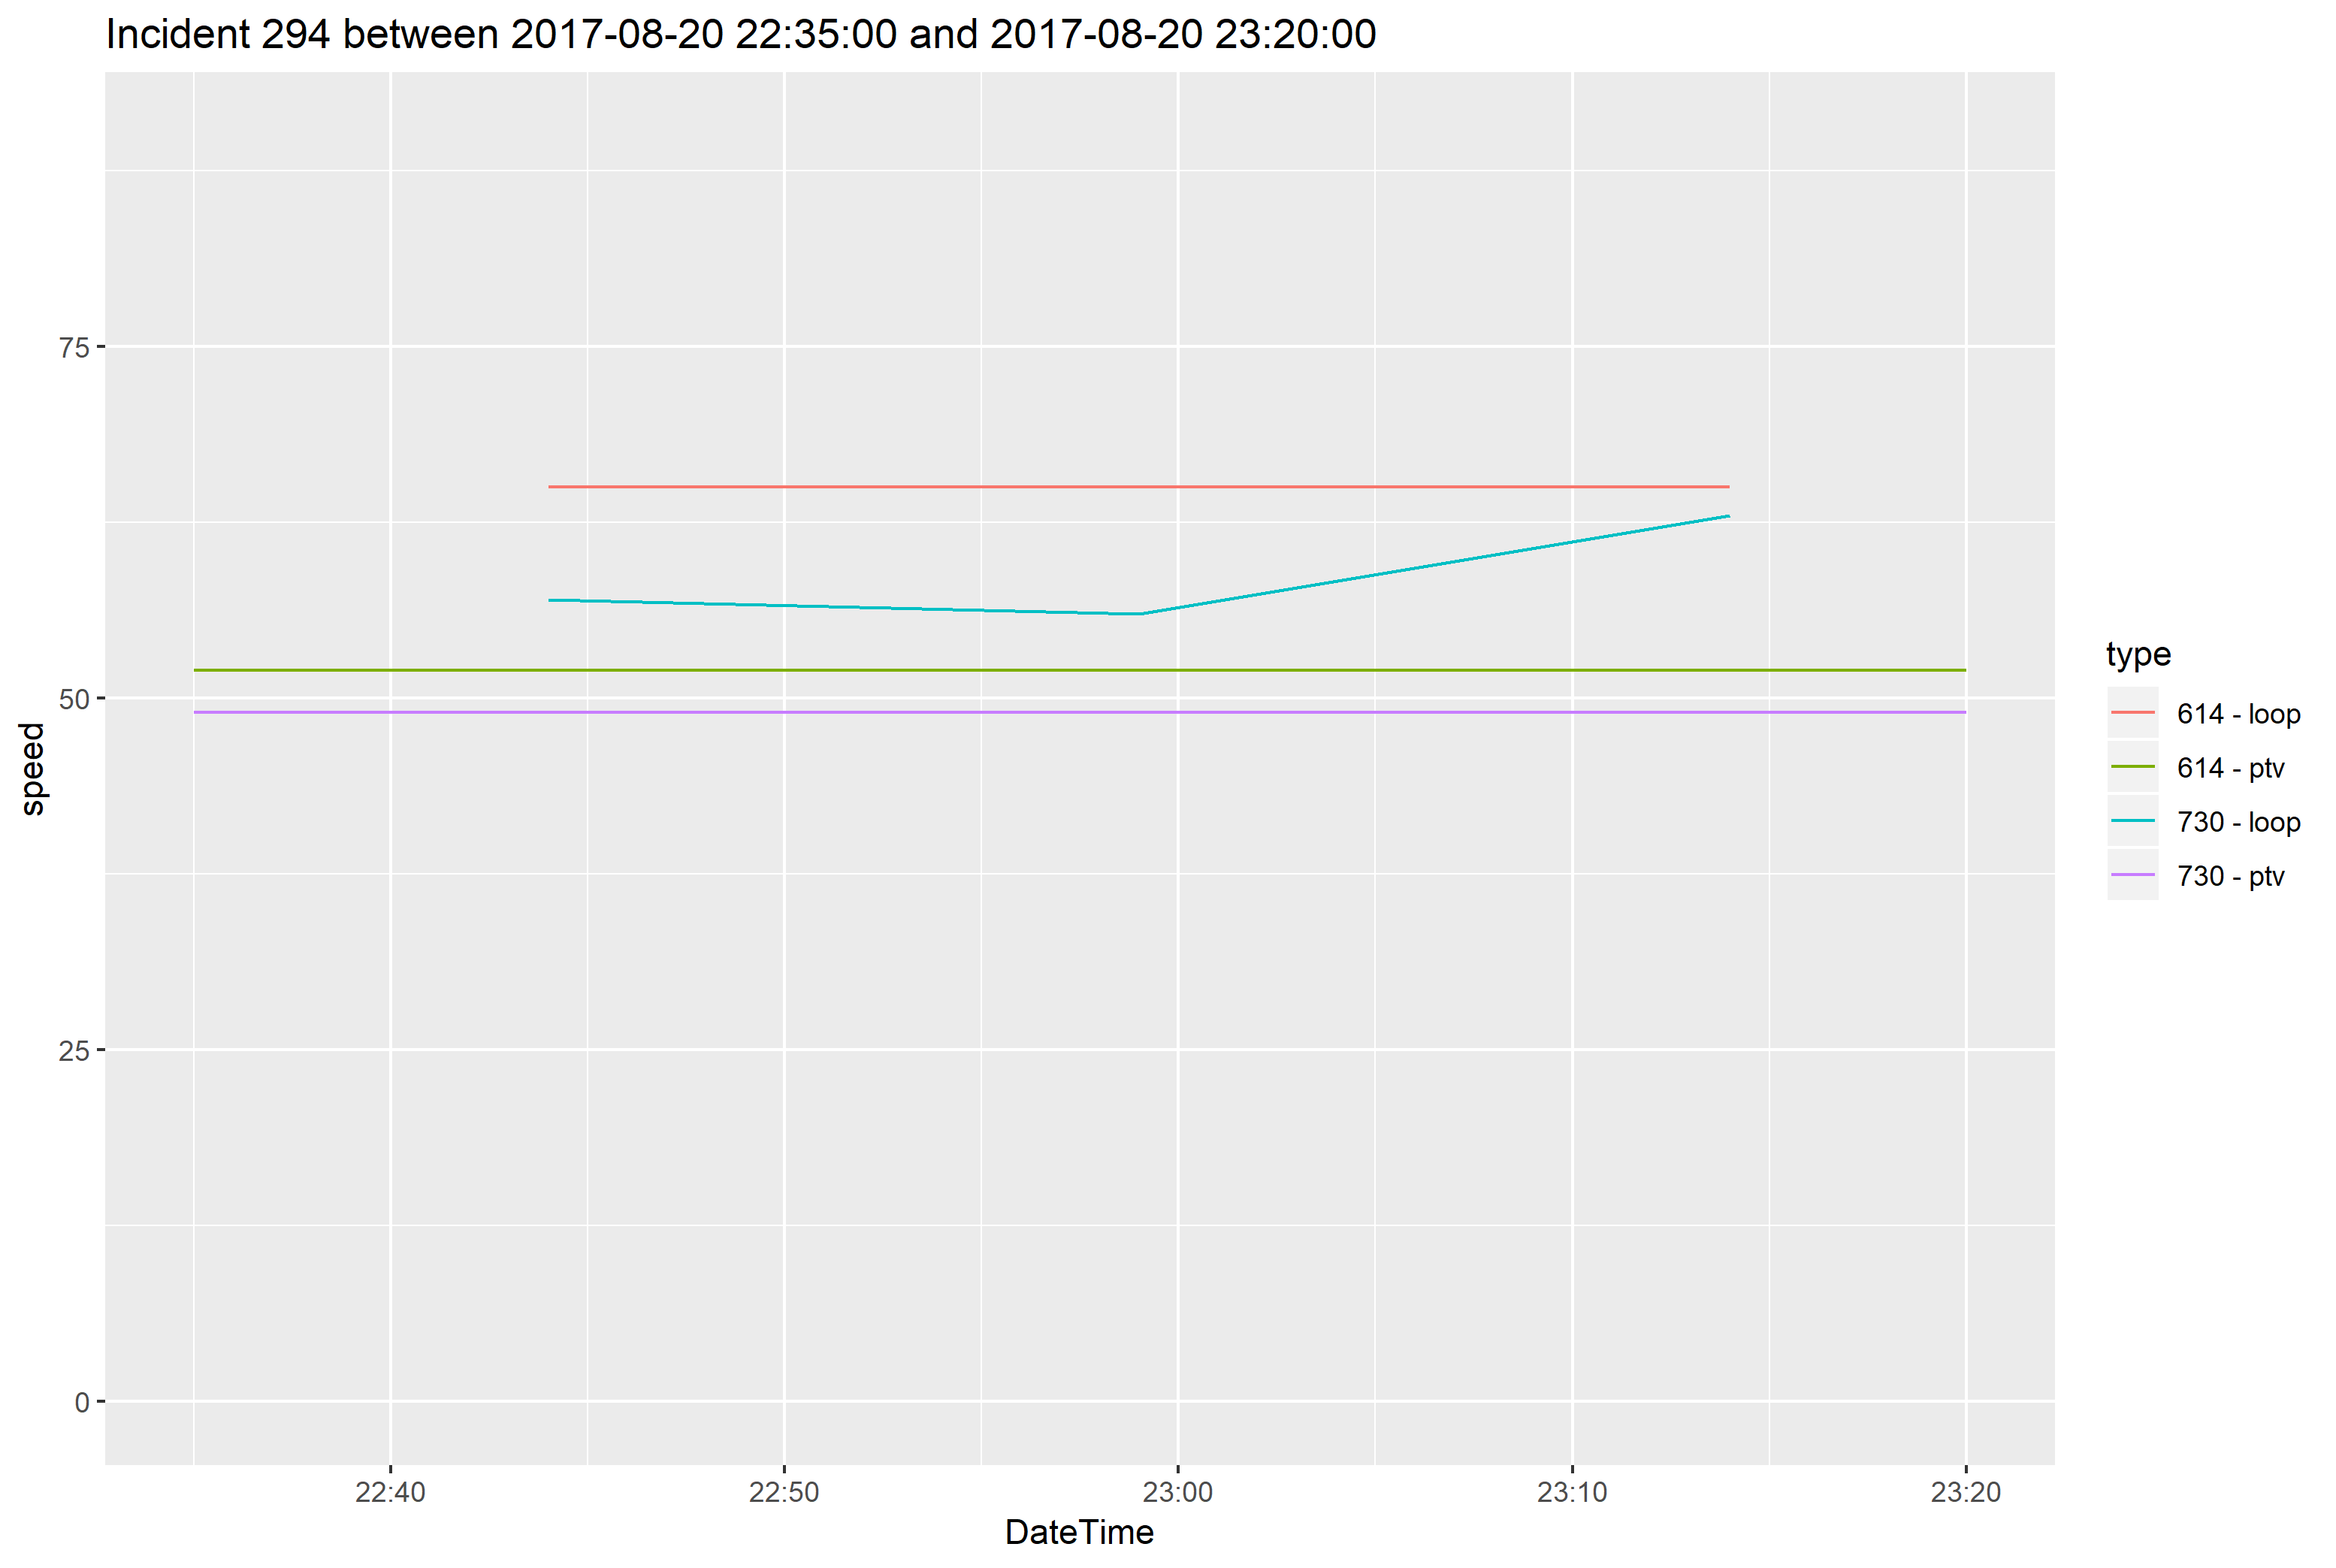 Incident 294 between 2017-08-20 22:35:00 and 2017-08-20 23:20:00
75
50
25
0
speed
22:40
22:50
23:00
23:10
23:20
DateTime
type
614 - loop
614 - ptv
730 - loop
730 - ptv